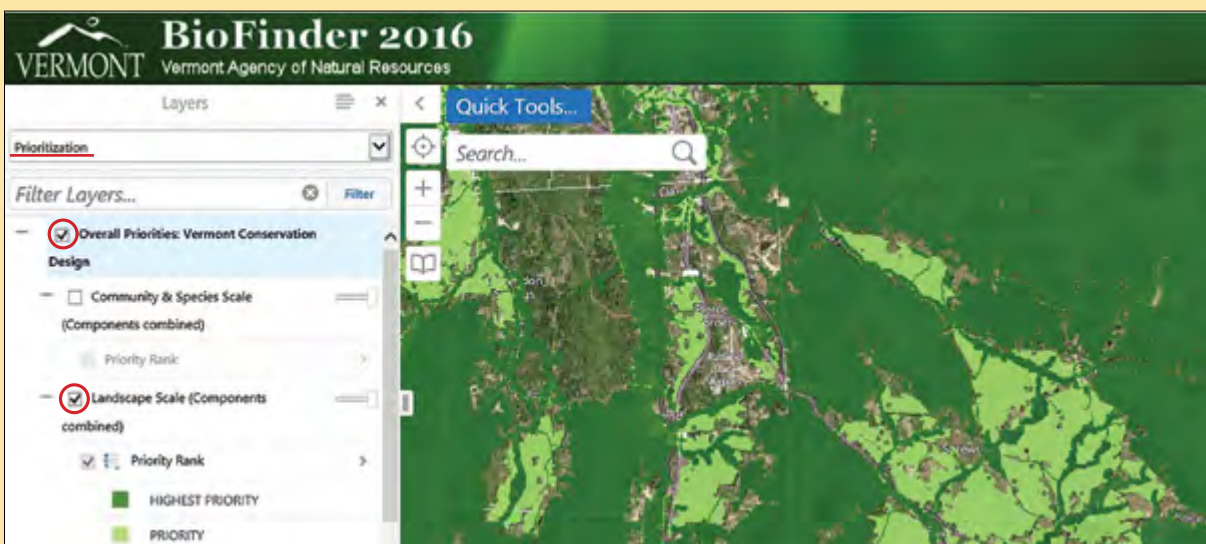 BioFinder 2016
VERMONT
Vermont Agency of Natural Resources
Layers
Prioritization
Filter Layers...
Filter
Overall Priorities: Vermont Conservation
Design
Community & Species Scale
(Components combined)
Priority Rank
Landscape Scale (Components
combined)
Priority Rank
HIGHEST PRIORITY
PRIORITY
Quick Tools...
Search...